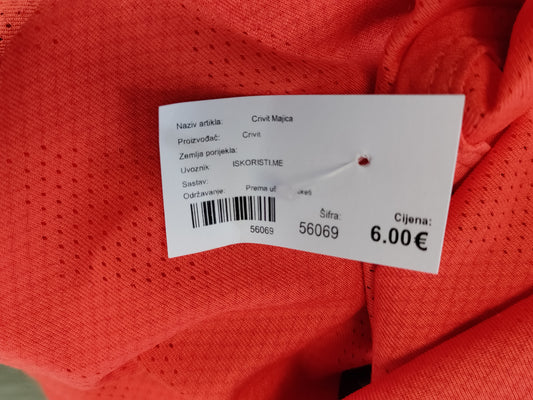 Naziv artikla: Crivit Majica
Proizvođač: Crivit
Zemlja porijekla:
Uvoznik ISKORISTI.ME
Sastav:
Održavanje: Prema
Šifra: Cijena:
56069 56069 6.00€